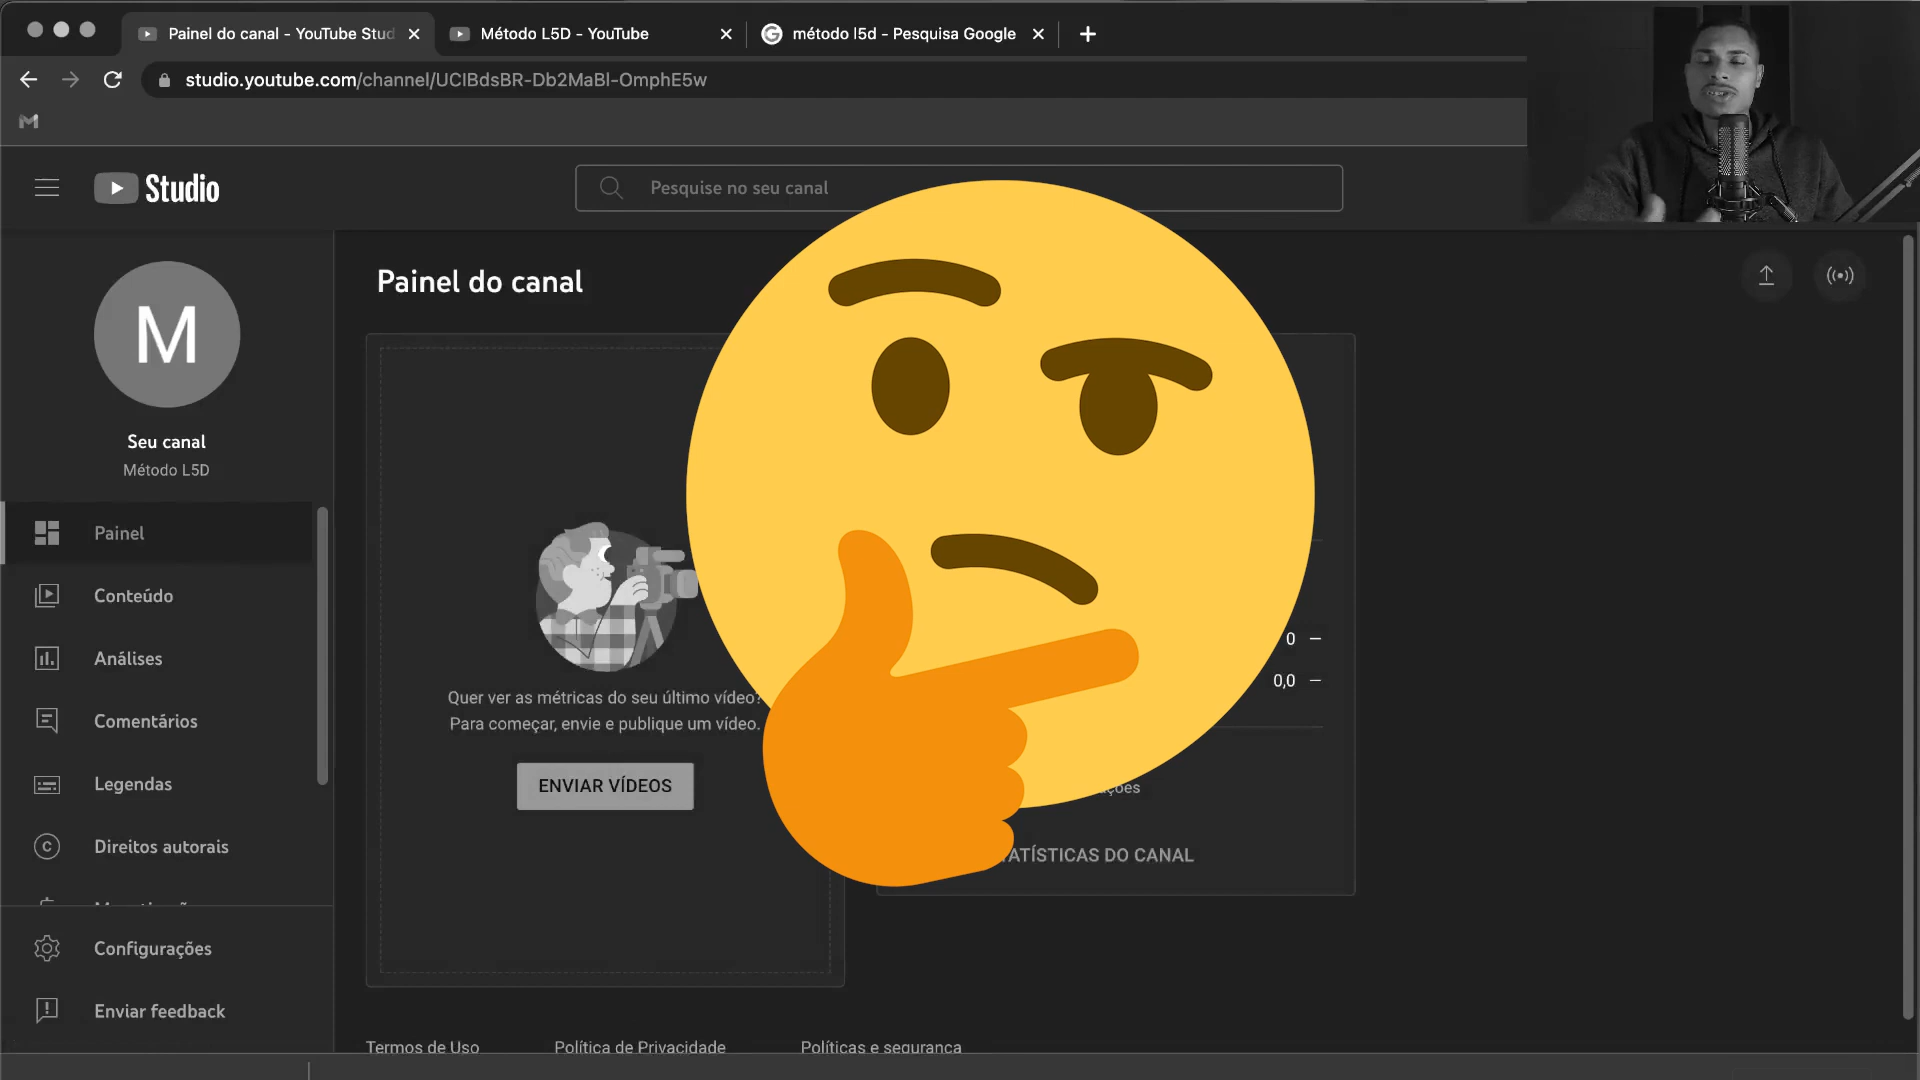 Painel do canal - YouTube Stud
Método L5D - YouTube
método l5d - Pesquisa Google
studio.youtube.com/channel/UCIBdsBR-Db2MaBI-OmphE5w
Studio
Pesquise no seu canal
M
Painel do canal
Seu canal
Método L5D
Painel
Conteúdo
Análises
Comentários
Legendas
Direitos autorais
Configurações
Enviar feedback
Quer ver as métricas do seu último vídeo?
Para começar, envie e publique um vídeo.
ENVIAR VÍDEOS
0 —
0,0 —
ções
ATÍSTICAS DO CANAL
Termos de Uso
Política de Privacidade
Políticas e segurança